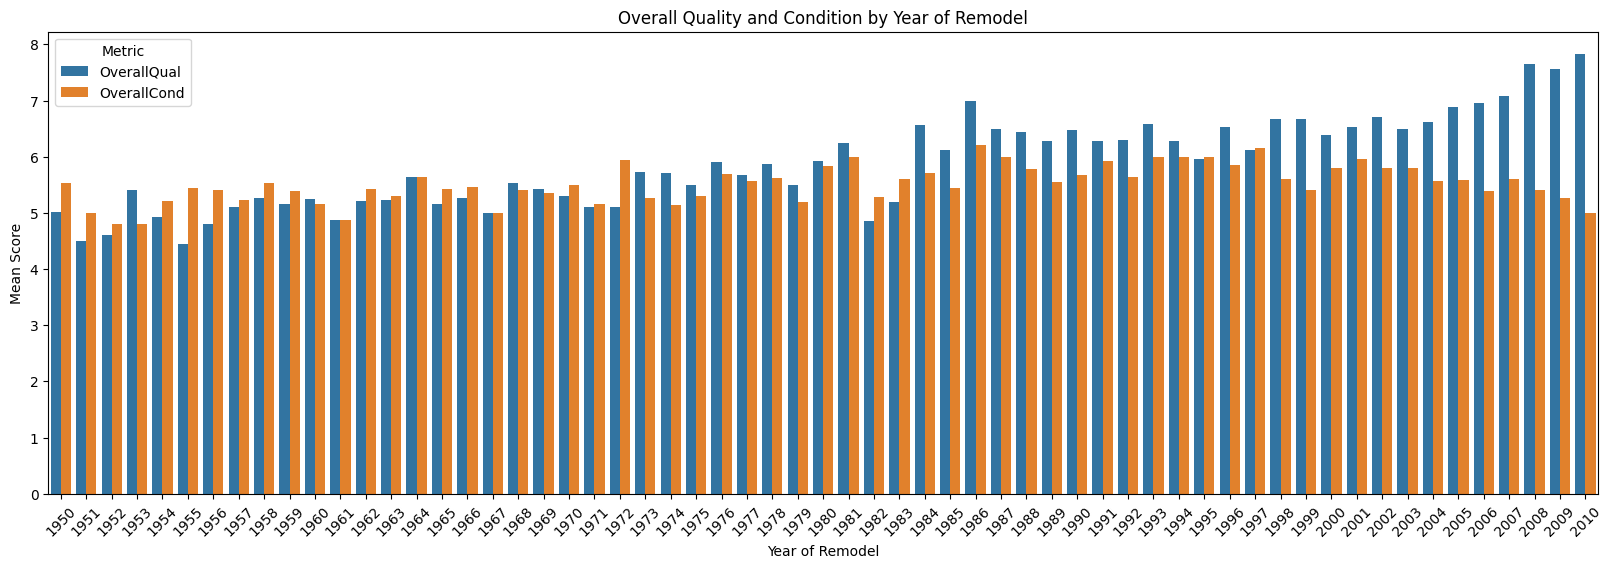 Overall Quality and Condition by Year of Remodel
Metric
OverallQual
OverallCond
Mean Score
8
7
6
5
4
3
2
1
0
1950 1951 1952 1953 1954 1955 1956 1957 1958 1959 1960 1961 1962 1963 1964 1965 1966 1967 1968 1969 1970 1971 1972 1973 1974 1975 1976 1977 1978 1979 1980 1981 1982 1983 1984 1985 1986 1987 1988 1989 1990 1991 1992 1993 1994 1995 1996 1997 1998 1999 2000 2001 2002 2003 2004 2005 2006 2007 2008 2009 2010
Year of Remodel